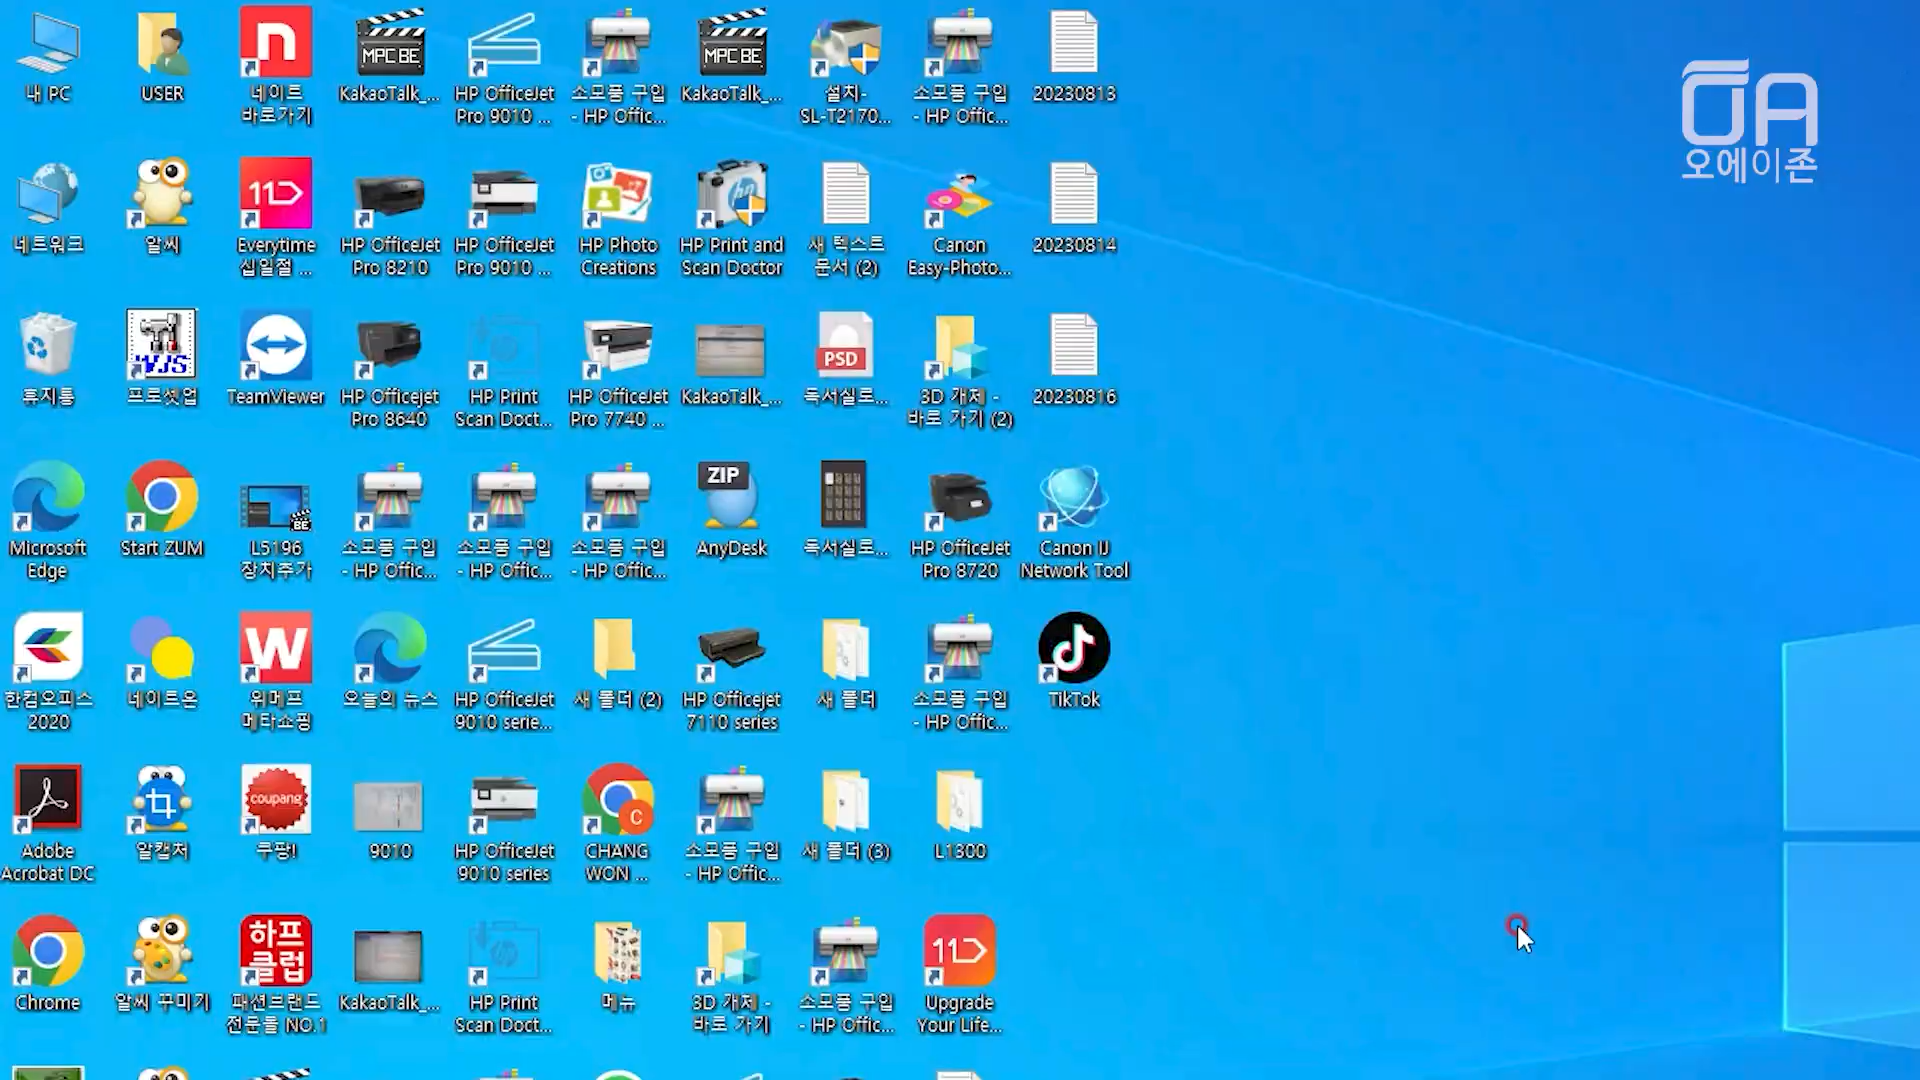 오에이존
내 PC
USER
네이트
바로가기
MPC BE
KakaoTalk_...
HP OfficeJet
Pro 9010 ...
소모품 구입
- HP Offic...
MPC BE
KakaoTalk_...
설치-
SL-T2170...
소모품 구입
- HP Offic...
20230813
네트워크
알씨
11
Everytime
십일절 ...
HP OfficeJet
Pro 8210
HP OfficeJet
Pro 9010 ...
HP Photo
Creations
hp
HP Print and
Scan Doctor
새 텍스트
문서 (2)
Canon
Easy-Photo...
20230814
휴지통
WJS
프로셋업
TeamViewer
HP Officejet
Pro 8640
HP Print
Scan Doct...
HP OfficeJet
Pro 7740 ...
KakaoTalk_...
PSD
독서실로...
3D 개체 -
바로 가기 (2)
20230816
Microsoft
Edge
Start ZUM
BE
L5196
장치추가
소모품 구입
- HP Offic...
소모품 구입
- HP Offic...
소모품 구입
- HP Offic...
ZIP
AnyDesk
독서실로...
HP OfficeJet
Pro 8720
Canon IJ
Network Tool
한컴오피스
2020
네이트온
W
위메프
메타쇼핑
오늘의 뉴스
HP OfficeJet
9010 serie...
새 폴더 (2)
HP Officejet
7110 series
새 폴더
소모품 구입
- HP Offic...
TikTok
Adobe
Acrobat DC
알캡처
coupang
쿠팡!
9010
HP OfficeJet
9010 series
C
CHANG
WON ...
소모품 구입
- HP Offic...
새 폴더 (3)
L1300
Chrome
알씨 꾸미기
하프
클럽
패션브랜드
전문몰 NO.1
KakaoTalk_...
HP Print
Scan Doct...
메뉴
3D 개체 -
바로 가기
소모품 구입
- HP Offic...
11
Upgrade
Your Life...